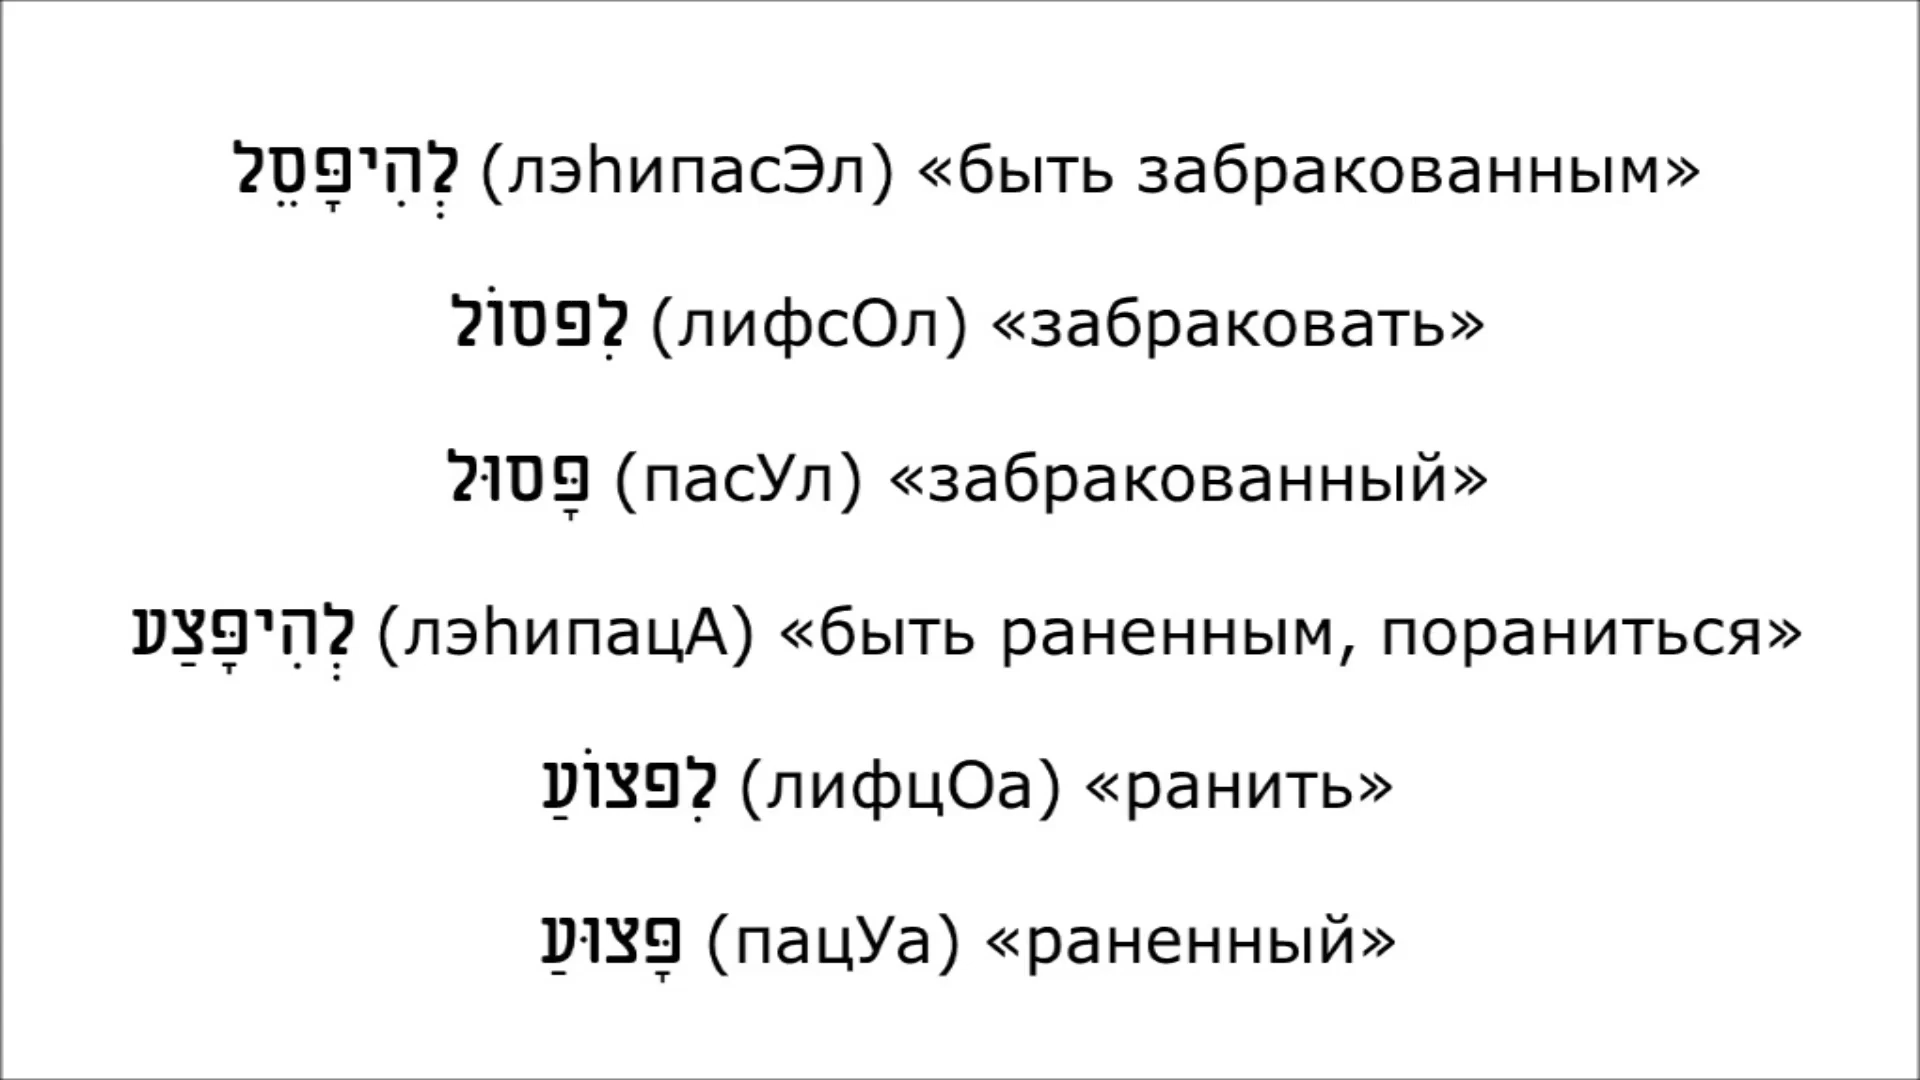 לְהִיפָּסֵל (лэhипасЭл) «быть забракованным»
לִפסוֹל (лифсОл) «забраковать»
פָּסוּל (пасУл) «забракованный»
לְהִיפָּצַע (лэhипацА) «быть раненным, пораниться»
לִפצוֹעַ (лифцОа) «ранить»
פָּצוּעַ (пацУа) «раненный»